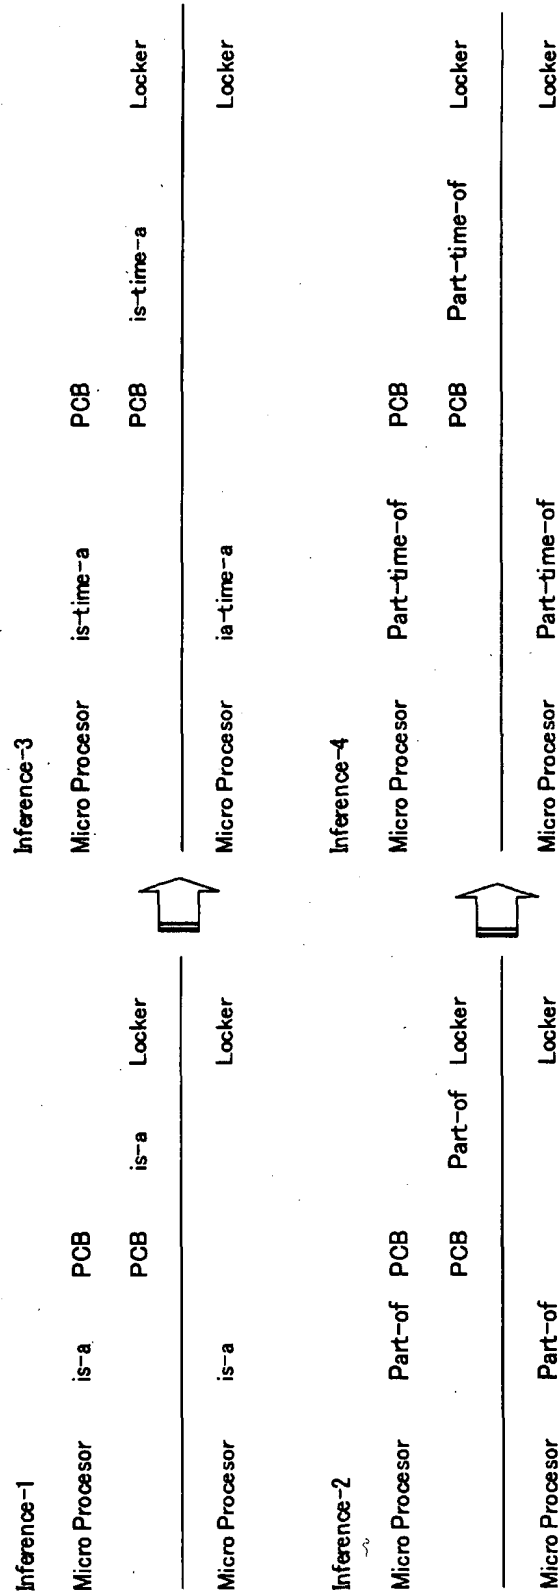 Inference-1
Micro Procesor is-a PCB
PCB is-a Locker
Micro Procesor is-a Locker
Inference-3
Micro Procesor is-time-a PCB
PCB is-time-a Locker
Micro Procesor ia-time-a Locker
Inference-2
Micro Procesor Part-of PCB
PCB Part-of Locker
Micro Procesor Part-of Locker
Inference-4
Micro Procesor Part-time-of PCB
PCB Part-time-of Locker
Micro Procesor Part-time-of Locker